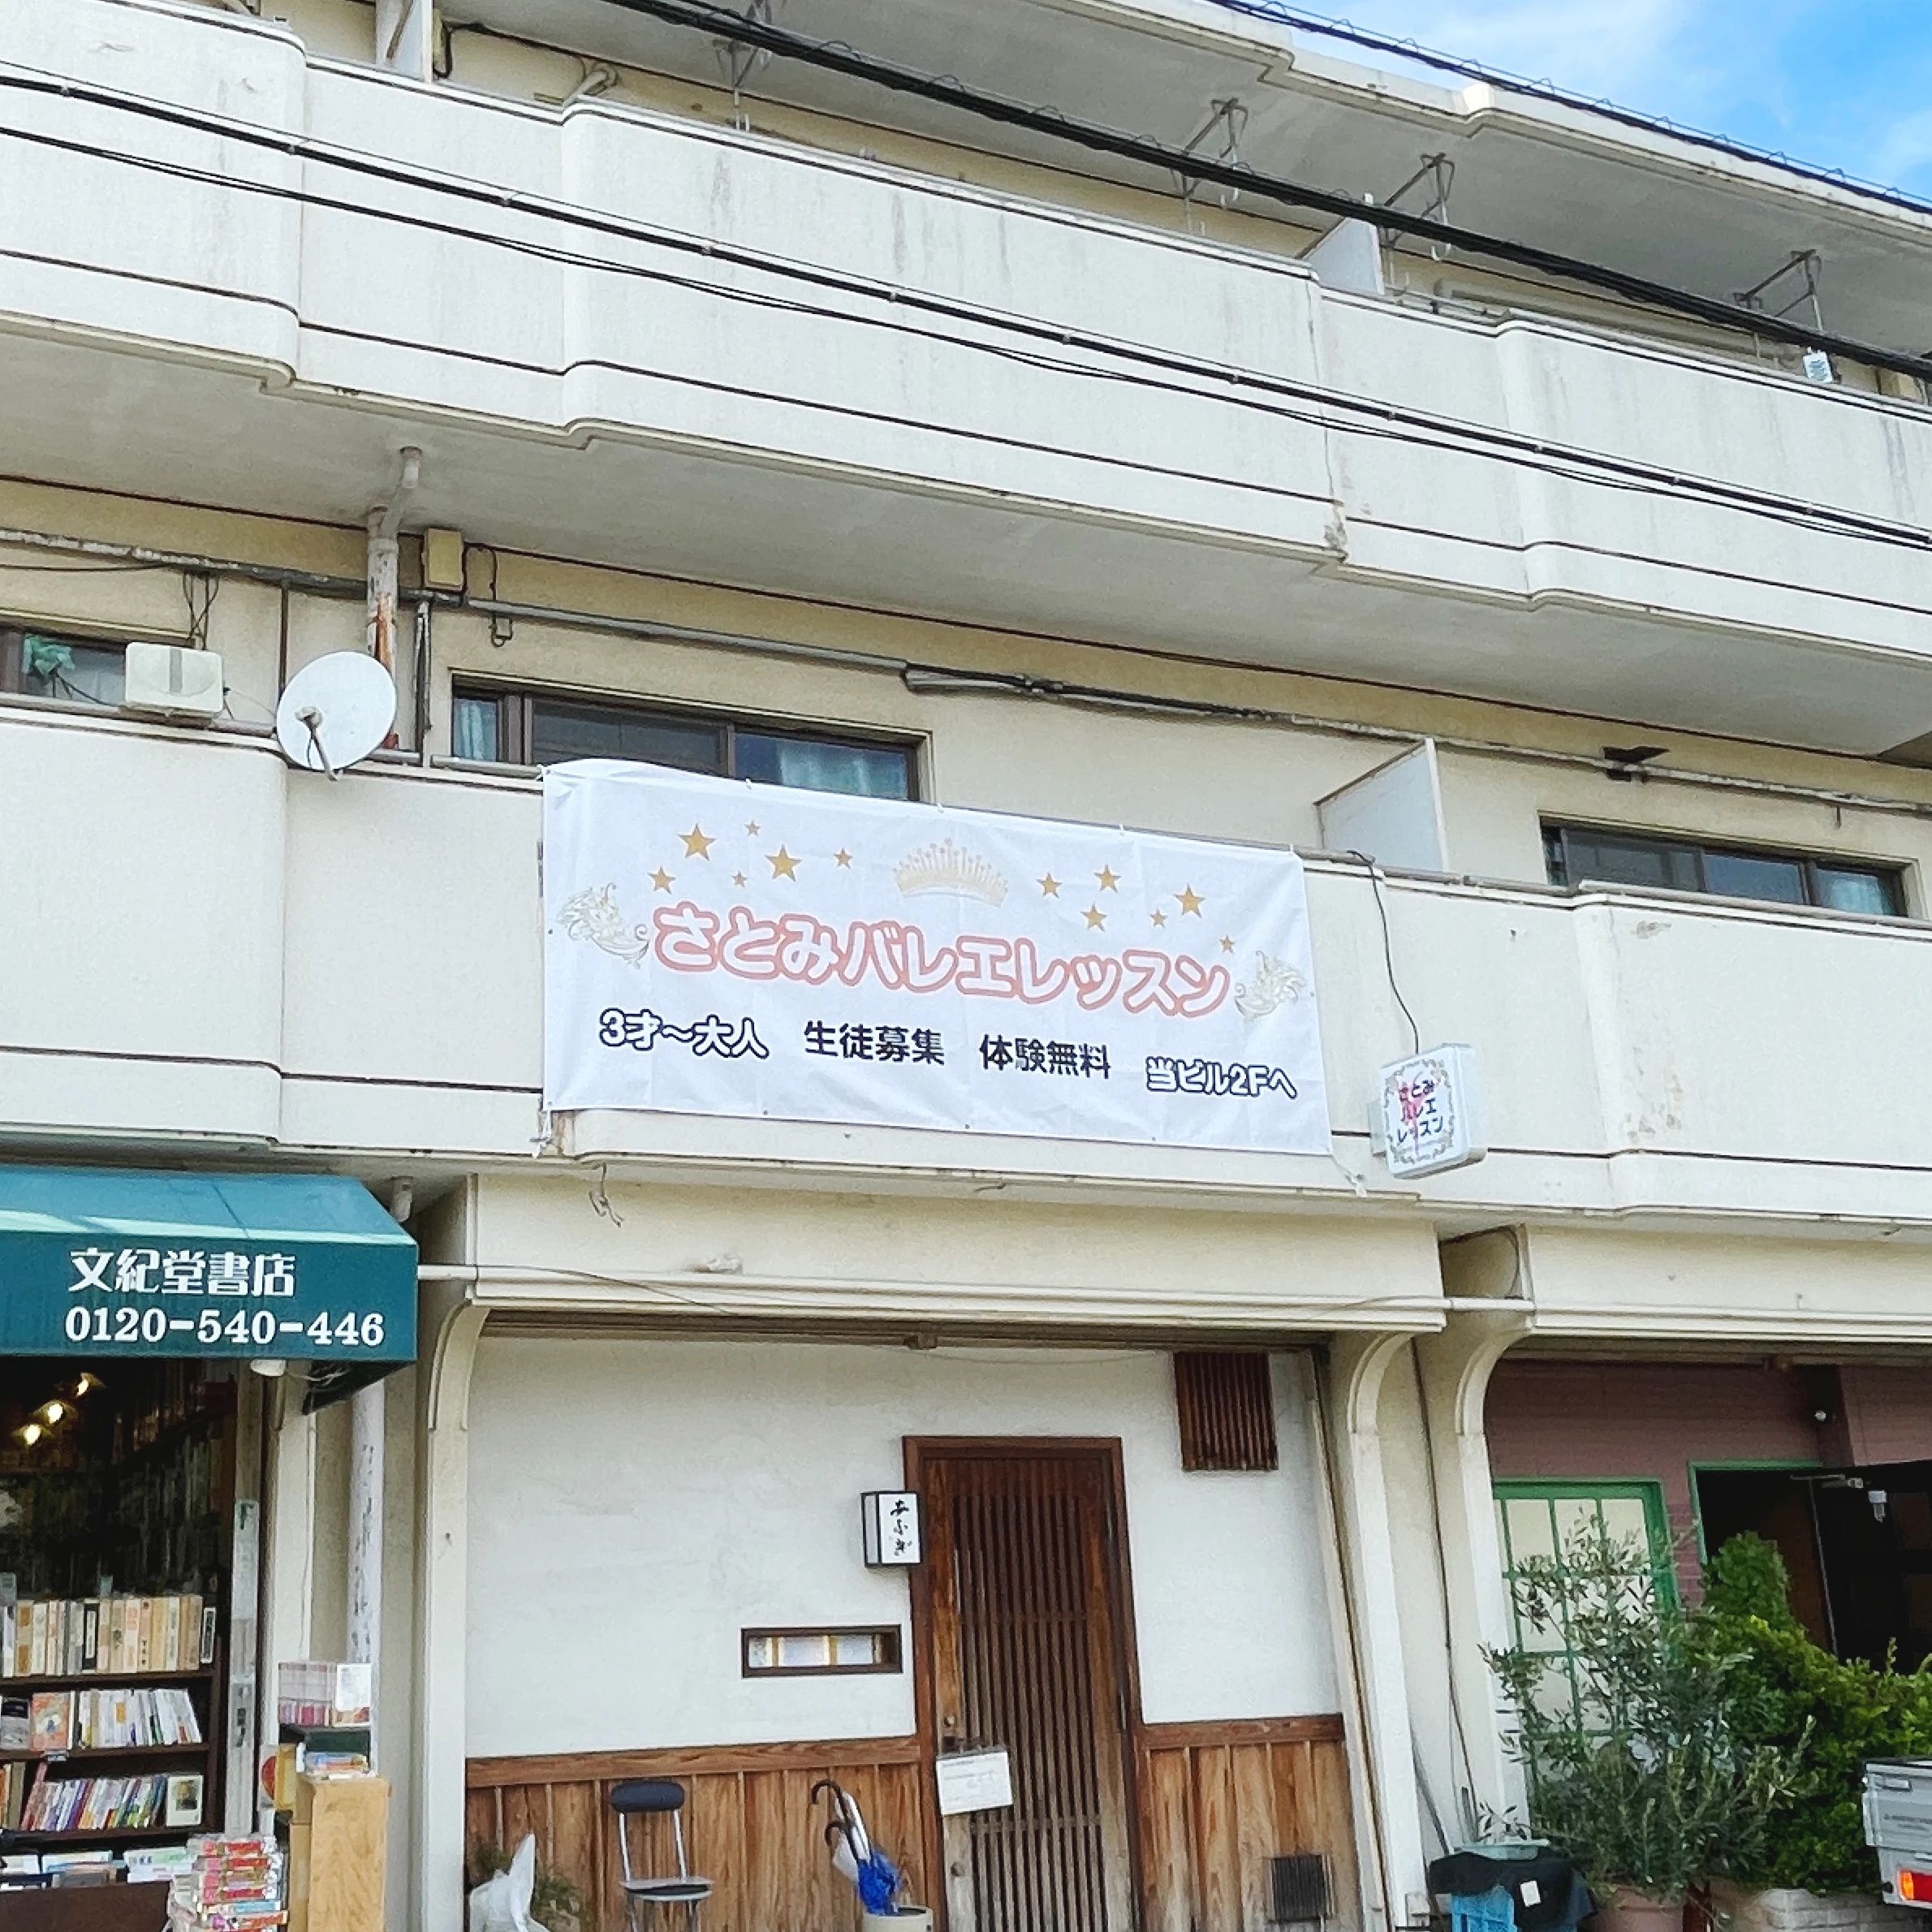 さとみバレエレッスン
3才～大人 生徒募集 体験無料 当ビル2Fへ
さとみ
バレエ
レッスン
文紀堂書店
0120-540-446